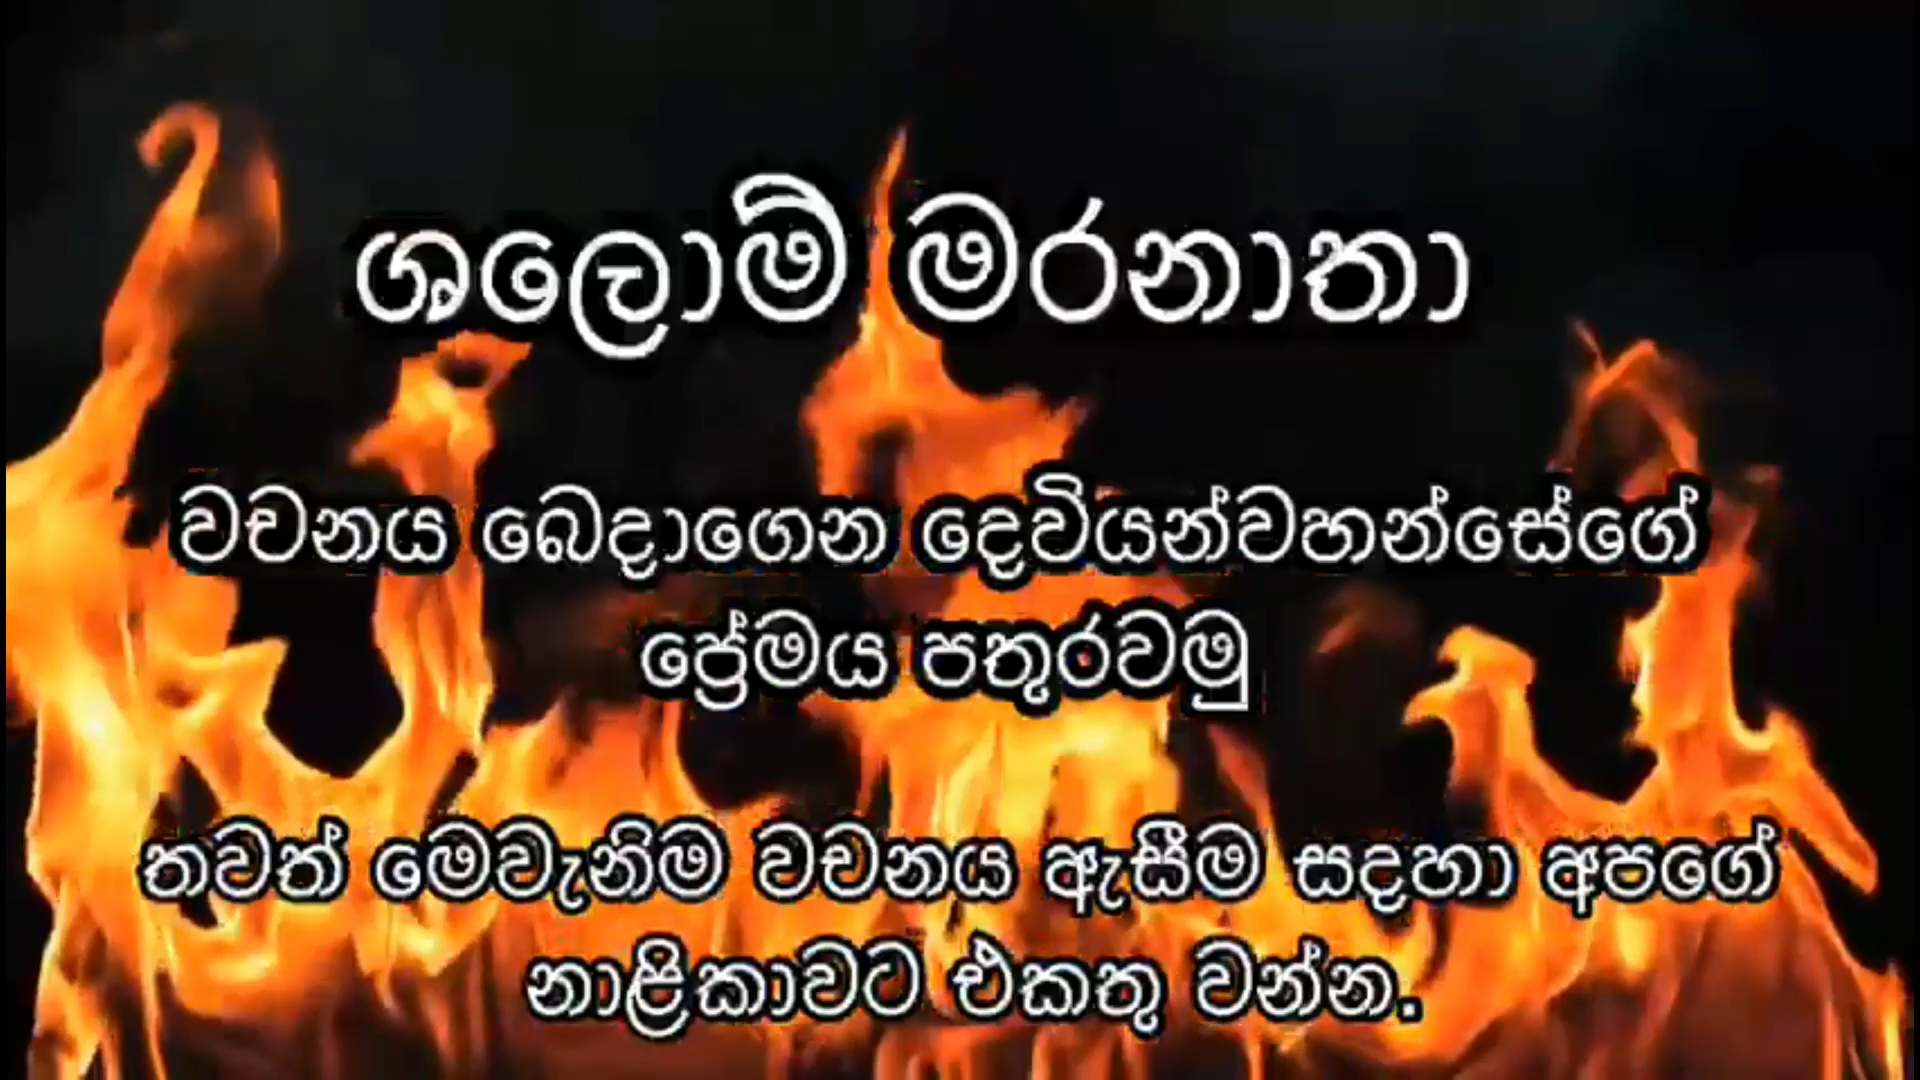 ශලොම් මරනාතා
වචනය බෙදාගෙන දෙවියන්වහන්සේගේ
ප්‍රේමය පතුරවමු
තවත් මෙවැනිම වචනය ඇසීම සදහා අපගේ
නාළිකාවට එකතු වන්න.